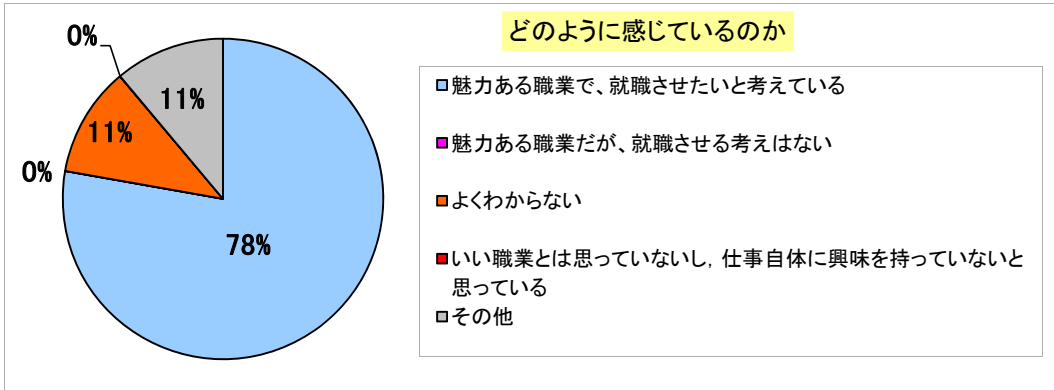 どのように感じているのか
0%
11%
11%
0%
78%
魅力ある職業で、就職させたいと考えている
魅力ある職業だが、就職させる考えはない
よくわからない
いい職業とは思っていないし，仕事自体に興味を持っていないと
思っている
その他